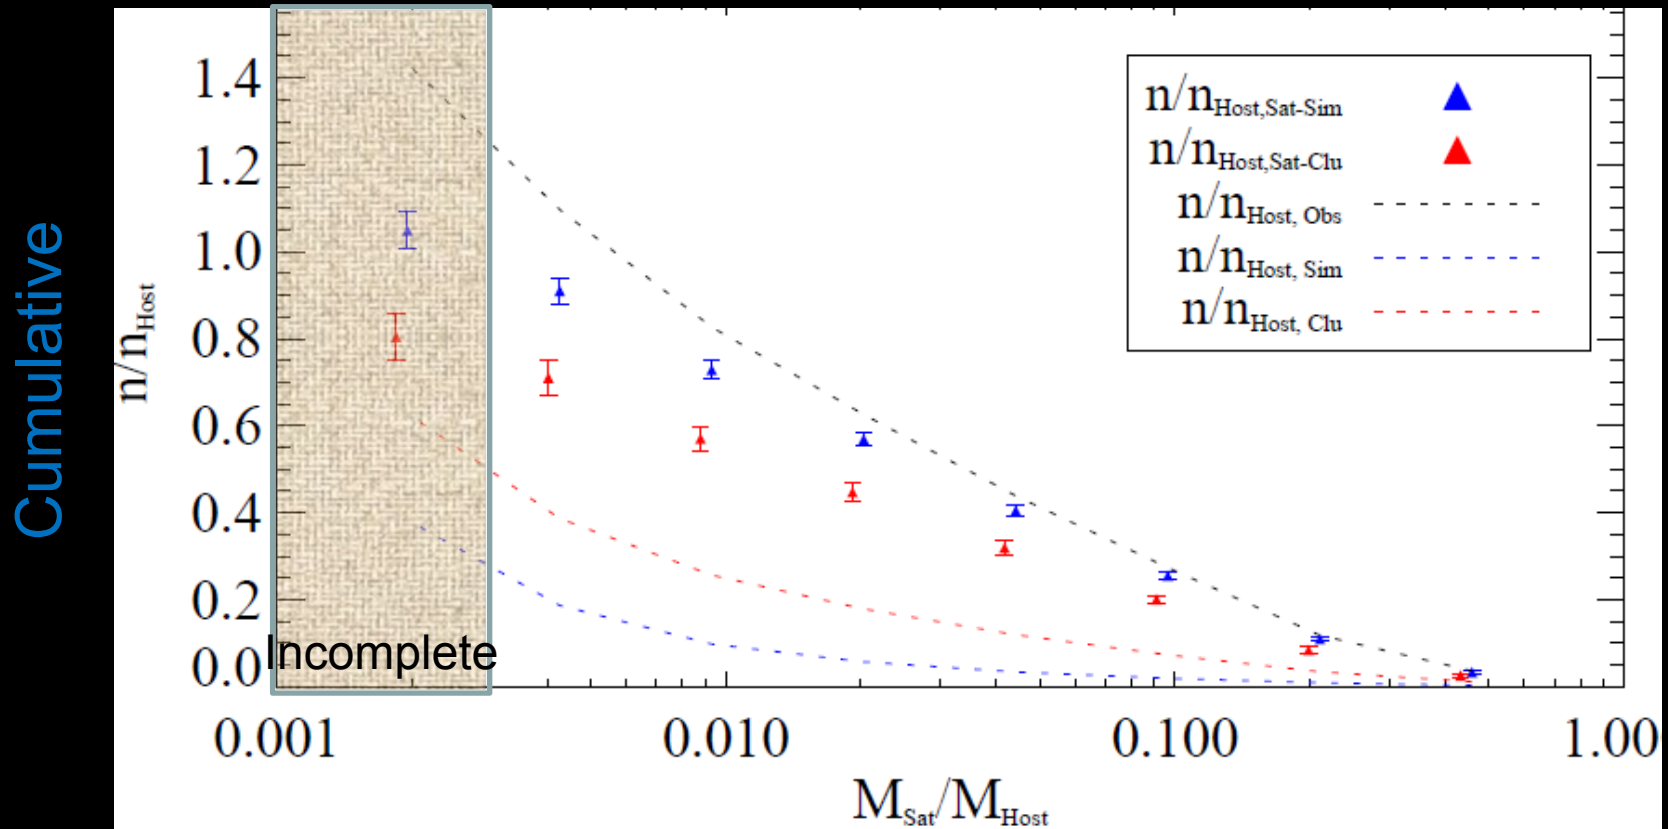 Cumulative
n/nHost
1.4
1.2
1.0
0.8
0.6
0.4
0.2
0.0
Incomplete
n/nHost,Sat-Sim
n/nHost,Sat-Clu
n/nHost, Obs
n/nHost, Sim
n/nHost, Clu
0.001 0.010 0.100 1.00
MSat/MHost